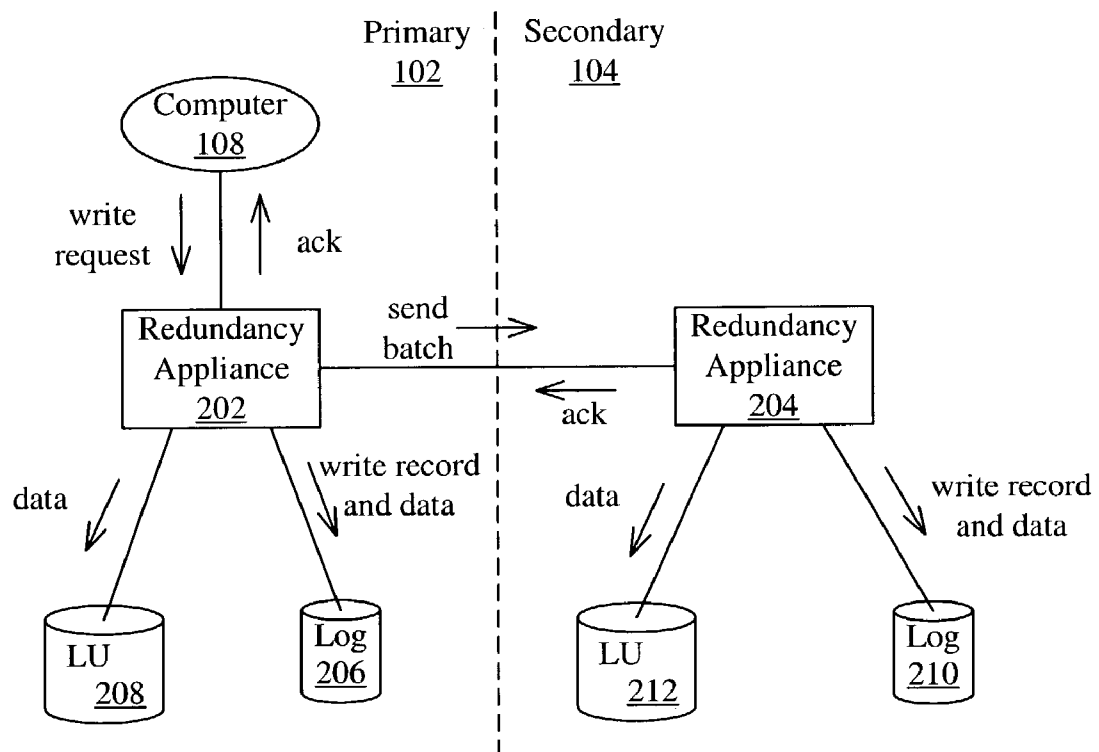 Primary
102
Secondary
104
Computer
108
write
request
ack
Redundancy
Appliance
202
send
batch
ack
Redundancy
Appliance
204
data
write record
and data
data
write record
and data
LU
208
Log
206
LU
212
Log
210